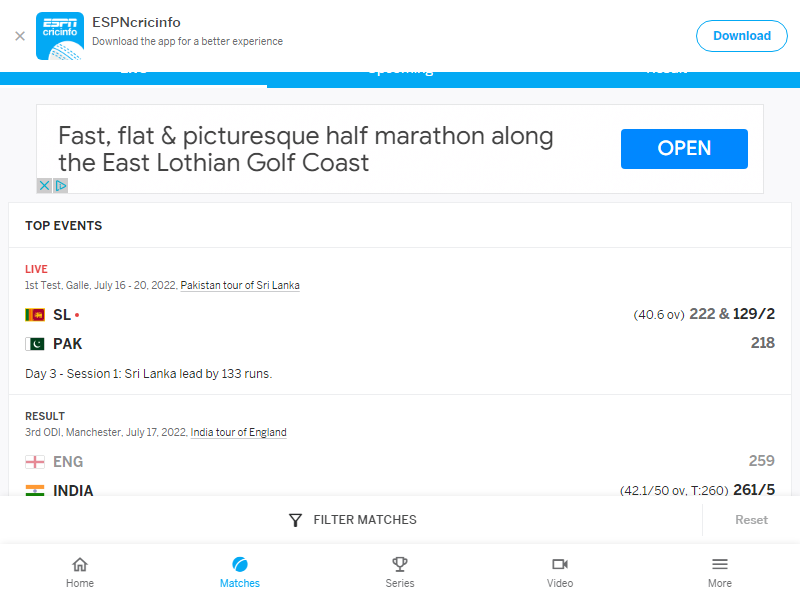 ESPN
cricinfo
ESPNcricinfo
Download the app for a better experience
Download
Live Upcoming Result
Fast, flat & picturesque half marathon along
the East Lothian Golf Coast
OPEN
TOP EVENTS
LIVE
1st Test, Galle, July 16 - 20, 2022, Pakistan tour of Sri Lanka
SL (40.6 ov) 222 & 129/2
PAK 218
Day 3 - Session 1: Sri Lanka lead by 133 runs.
RESULT
3rd ODI, Manchester, July 17, 2022, India tour of England
ENG 259
INDIA (42.1/50 ov, T:260) 261/5
FILTER MATCHES Reset
Home Matches Series Video More